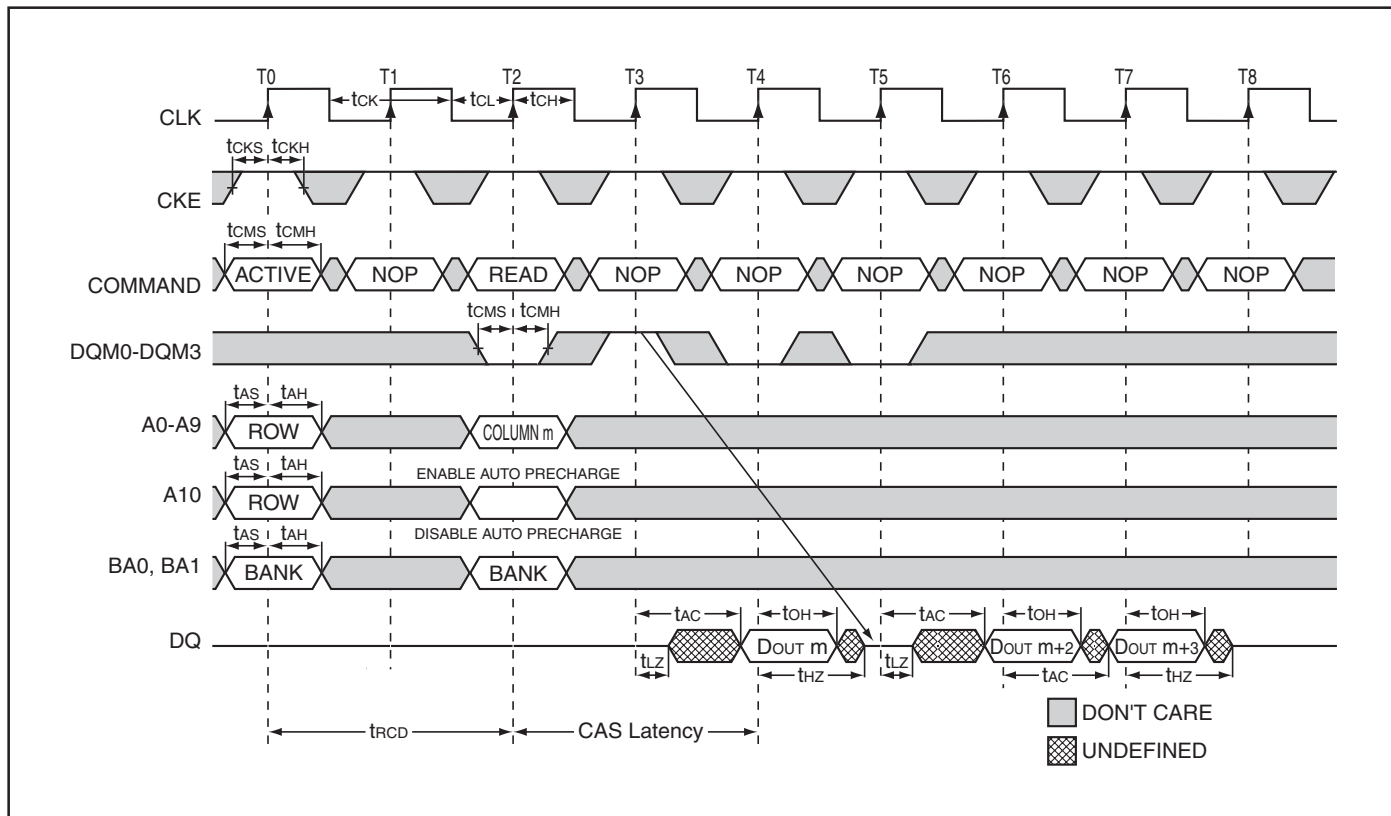 T0 T1 T2 T3 T4 T5 T6 T7 T8
tCK tCL tCH
CLK
tCKS tCKH
CKE
tCMS tCMH
COMMAND ACTIVE NOP READ NOP NOP NOP NOP NOP NOP
tCMS tCMH
DQM0-DQM3
tAS tAH
A0-A9 ROW COLUMN m
tAS tAH ENABLE AUTO PRECHARGE
A10 ROW
tAS tAH DISABLE AUTO PRECHARGE
BA0, BA1 BANK BANK
tAC tOH tAC tOH tOH
DQ DOUT m DOUT m+2 DOUT m+3
tLZ tHZ tLZ tAC tHZ
DON'T CARE
tRCD CAS Latency
UNDEFINED